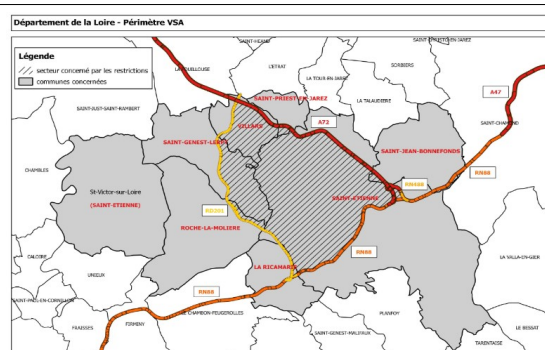 Département de la Loire - Périmètre VSA
Légende
secteur concerné par les restrictions
communes concernées
SAINT-HEAND
L'ETRAT
LA TOUR-EN-JAREZ
SORBIERS
LA TALAUDIERE
SAINT-PRIEST-EN-JAREZ
VILLARS
A72
A47
SAINT-CHAMOND
SAINT-JUST-SAINT-RAMBERT
SAINT-GENEST-LERPT
SAINT-JEAN-BONNEFONDS
RN88
CHAMBLES
St-Victor-sur-Loire
(SAINT-ETIENNE)
SAINT-ETIENNE
RN488
ROCHE-LA-MOLIERE
RN88
LA RICAMARIE
LA VALLA-EN-GIER
CALOIRE
UNIEUX
RN88
SAINT-PAUL-EN-CORNILLON
FRAISSES
FIRMINY
LE CHAMBON-FEUGEROLLES
PLANFOY
SAINT-GENEST-MALIFAUX
LE BESSAT
TARENTAISE